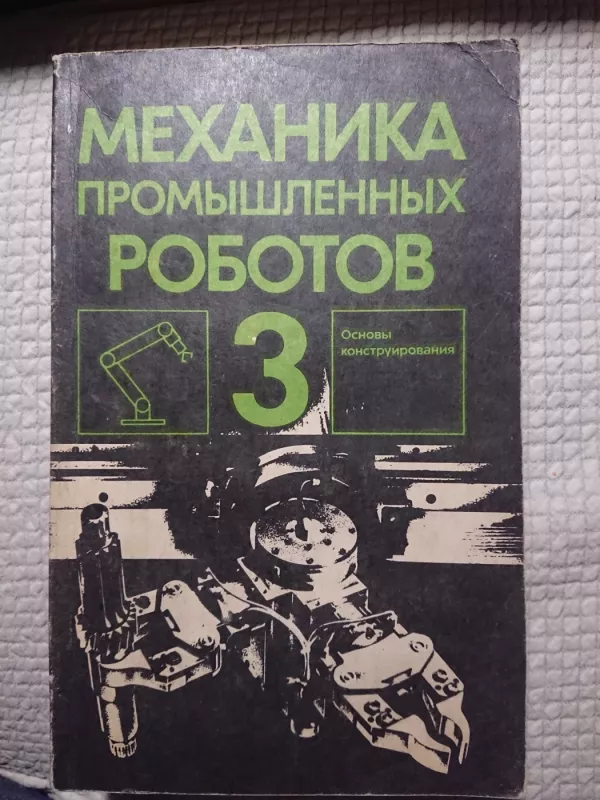 МЕХАНИКА
ПРОМЫШЛЕННЫХ
РОБОТОВ
3
Основы
конструирования